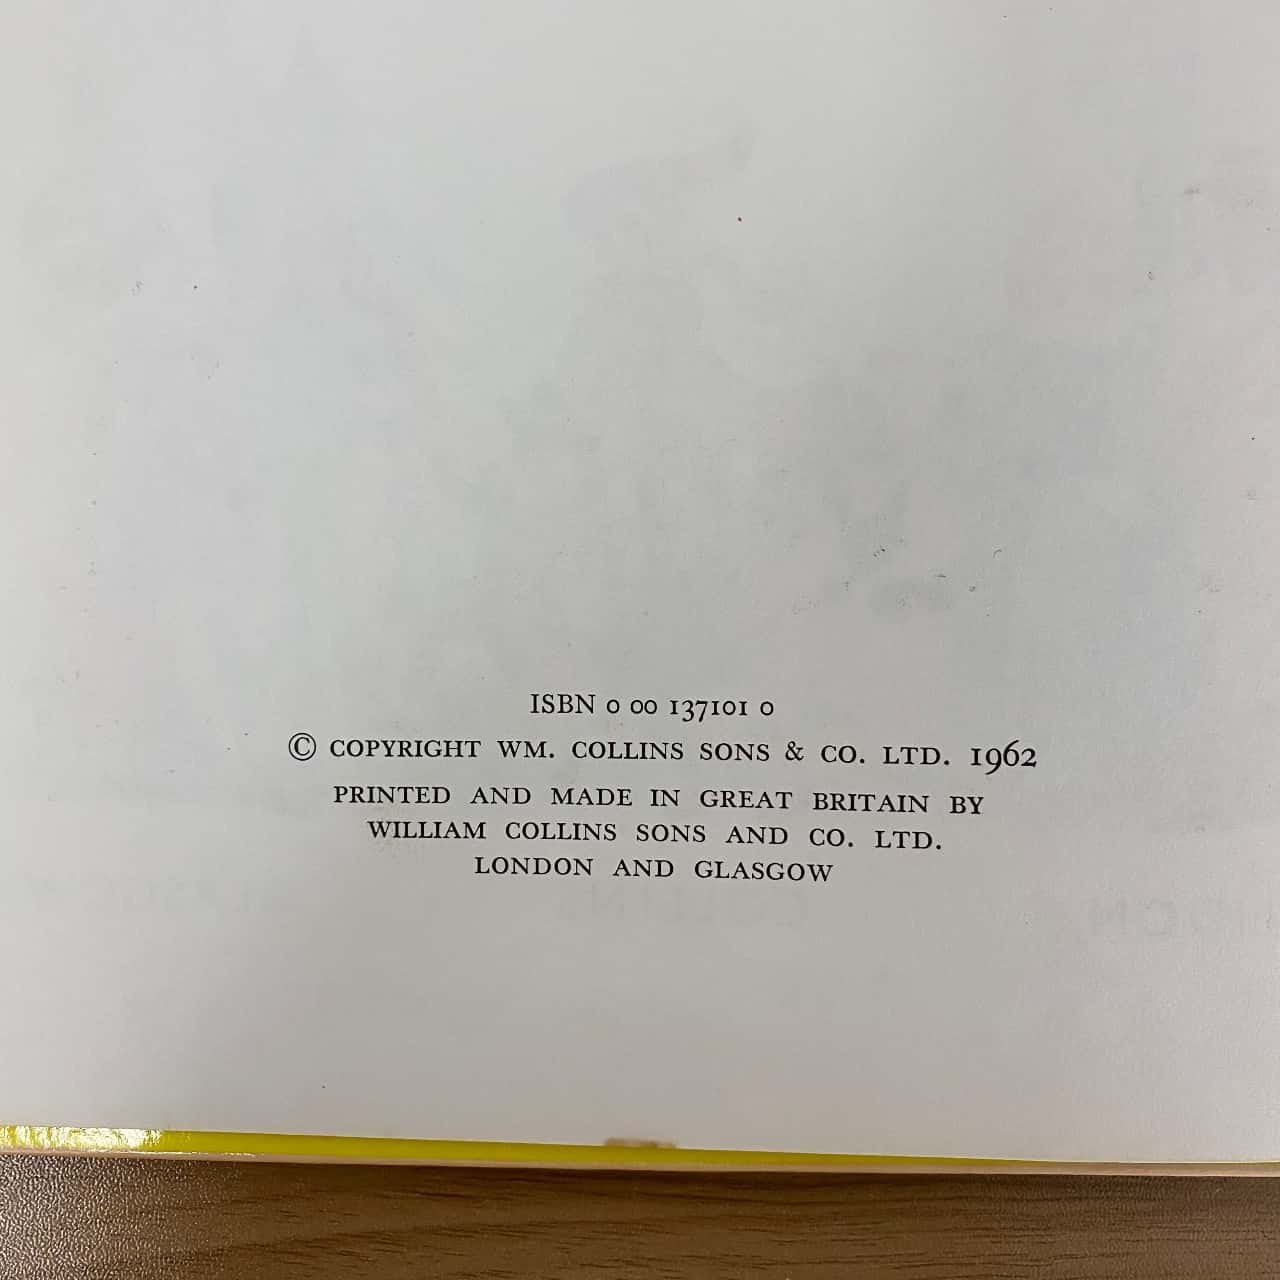 ISBN 0 00 137101 0
© COPYRIGHT WM. COLLINS SONS & CO. LTD. 1962
PRINTED AND MADE IN GREAT BRITAIN BY
WILLIAM COLLINS SONS AND CO. LTD.
LONDON AND GLASGOW